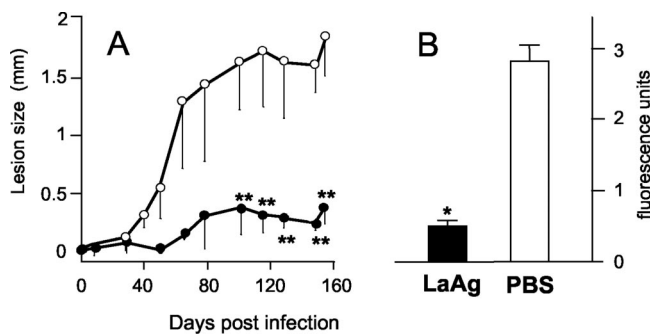 A
Lesion size (mm)
2
1.5
1
0.5
0
** **
** ** **
0 40 80 120 160
Days post infection
B
*
LaAg PBS
3
2
1
0
fluorescence units